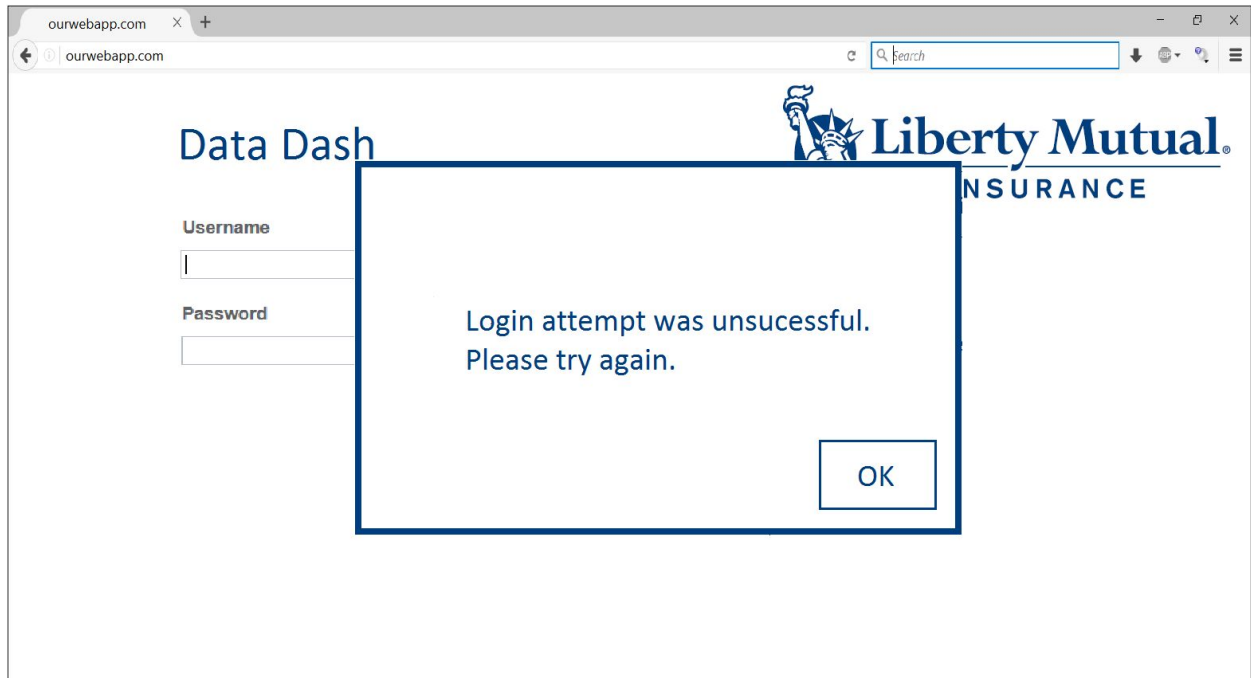 ourwebapp.com
ourwebapp.com
Search
Data Dash
Liberty Mutual®
NSURANCE
Username
Password
Login attempt was unsucessful.
Please try again.
OK